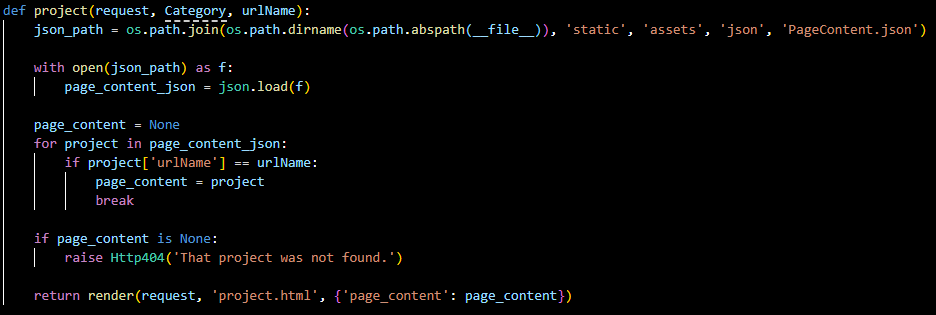 def project(request, Category, urlName):
    json_path = os.path.join(os.path.dirname(os.path.abspath(__file__)), 'static', 'assets', 'json', 'PageContent.json')

    with open(json_path) as f:
        page_content_json = json.load(f)

    page_content = None
    for project in page_content_json:
        if project['urlName'] == urlName:
            page_content = project
            break

    if page_content is None:
        raise Http404('That project was not found.')

    return render(request, 'project.html', {'page_content': page_content})